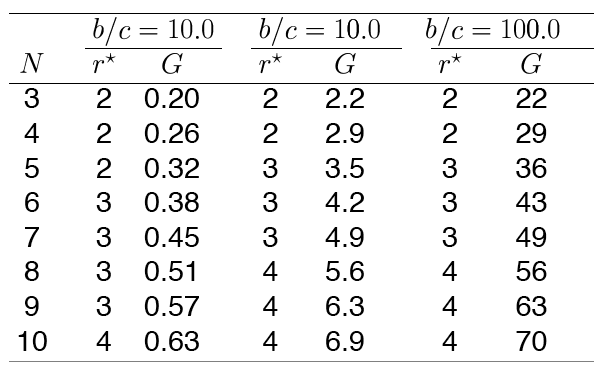 b/c = 10.0 b/c = 10.0 b/c = 100.0
N r⋆ G r⋆ G r⋆ G
3 2 0.20 2 2.2 2 22
4 2 0.26 2 2.9 2 29
5 2 0.32 3 3.5 3 36
6 3 0.38 3 4.2 3 43
7 3 0.45 3 4.9 3 49
8 3 0.51 4 5.6 4 56
9 3 0.57 4 6.3 4 63
10 4 0.63 4 6.9 4 70